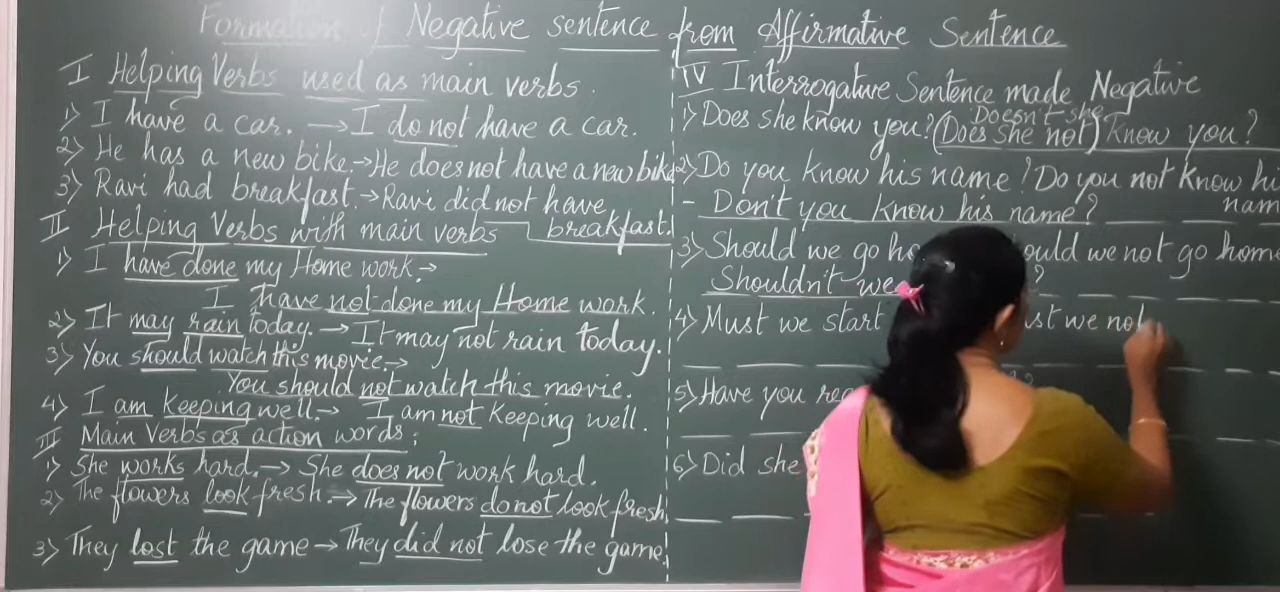 Formation of Negative sentence from Affirmative Sentence
I Helping Verbs used as main verbs.
1) I have a car. → I do not have a car.
2) He has a new bike. → He does not have a new bike
3) Ravi had breakfast. → Ravi did not have
breakfast.
II Helping Verbs with main verbs
1) I have done my Home work. →
I have not done my Home work.
2) It may rain today. → It may not rain today.
3) You should watch this movie. →
You should not watch this movie.
4) I am keeping well. → I am not keeping well.
III Main Verbs as action words:
1) She works hard. → She does not work hard.
2) The flowers look fresh. → The flowers do not look fresh.
3) They lost the game → They did not lose the game.
IV Interrogative Sentence made Negative
Doesn't she
1) Does she know you? (Does she not) Know you?
2) Do you know his name? Do you not know hi
nam
- Don't you know his name?
3) Should we go ho ould we not go home
Shouldn't we ?
4) Must we start st we not
5) Have you rea
6) Did she